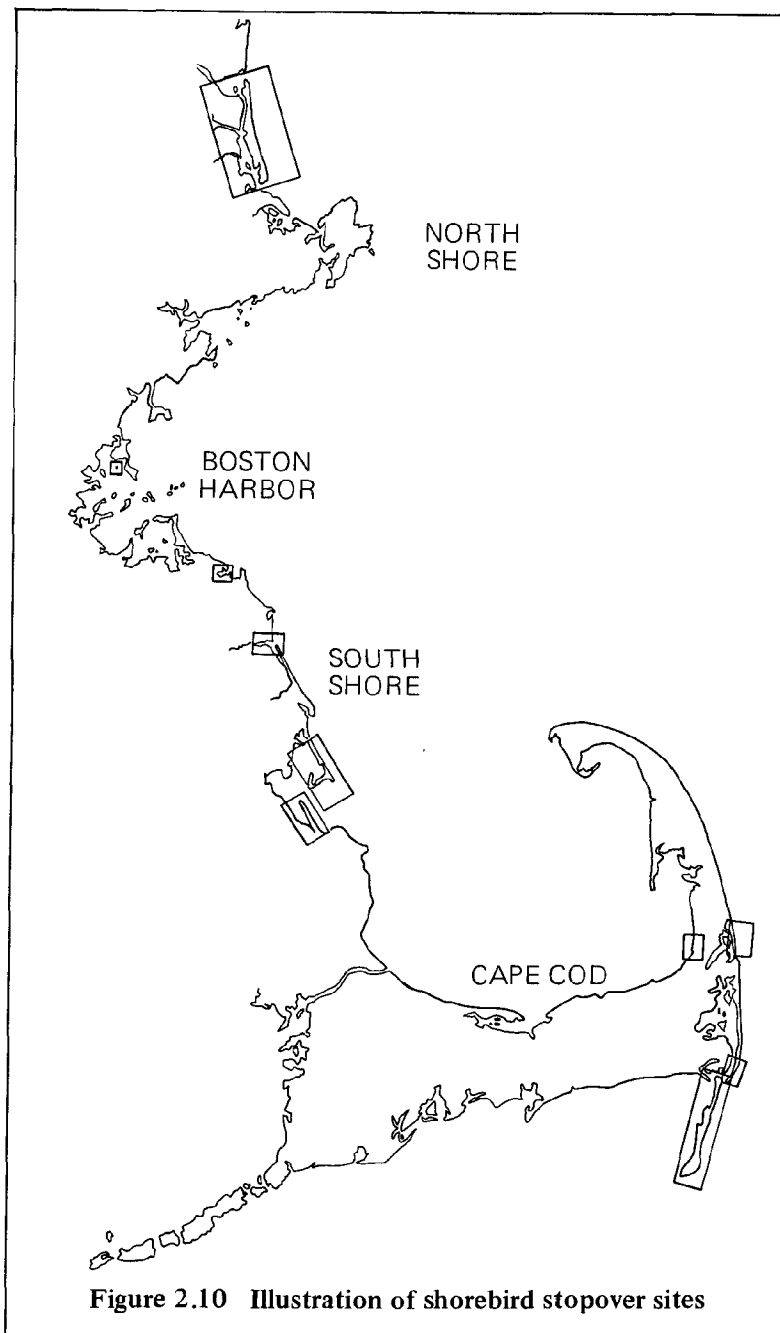 NORTH
SHORE
BOSTON
HARBOR
SOUTH
SHORE
CAPE COD
Figure 2.10 Illustration of shorebird stopover sites